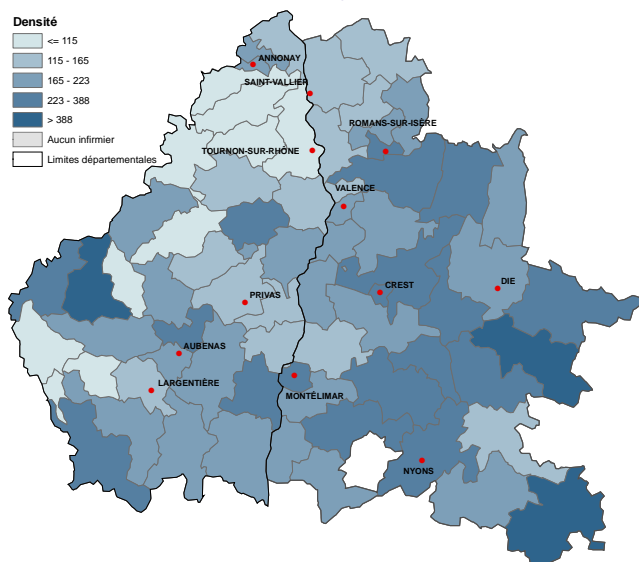 Densité
<= 115
115 - 165
165 - 223
223 - 388
> 388
Aucun infirmier
Limites départementales
ANNONAY
SAINT-VALLIER
ROMANS-SUR-ISÈRE
TOURNON-SUR-RHÔNE
VALENCE
DIE
CREST
PRIVAS
AUBENAS
LARGENTIÈRE
MONTÉLIMAR
NYONS